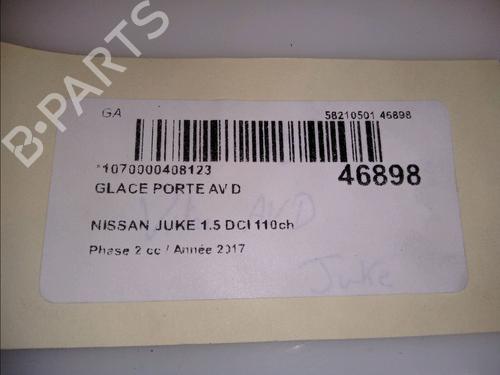 B-PARTS
GA
58210501 46898
*1070000408123
46898
GLACE PORTE AV D
NISSAN JUKE 1.5 DCI 110ch
Phase 2 cc / Année 2017
AVD
Juke